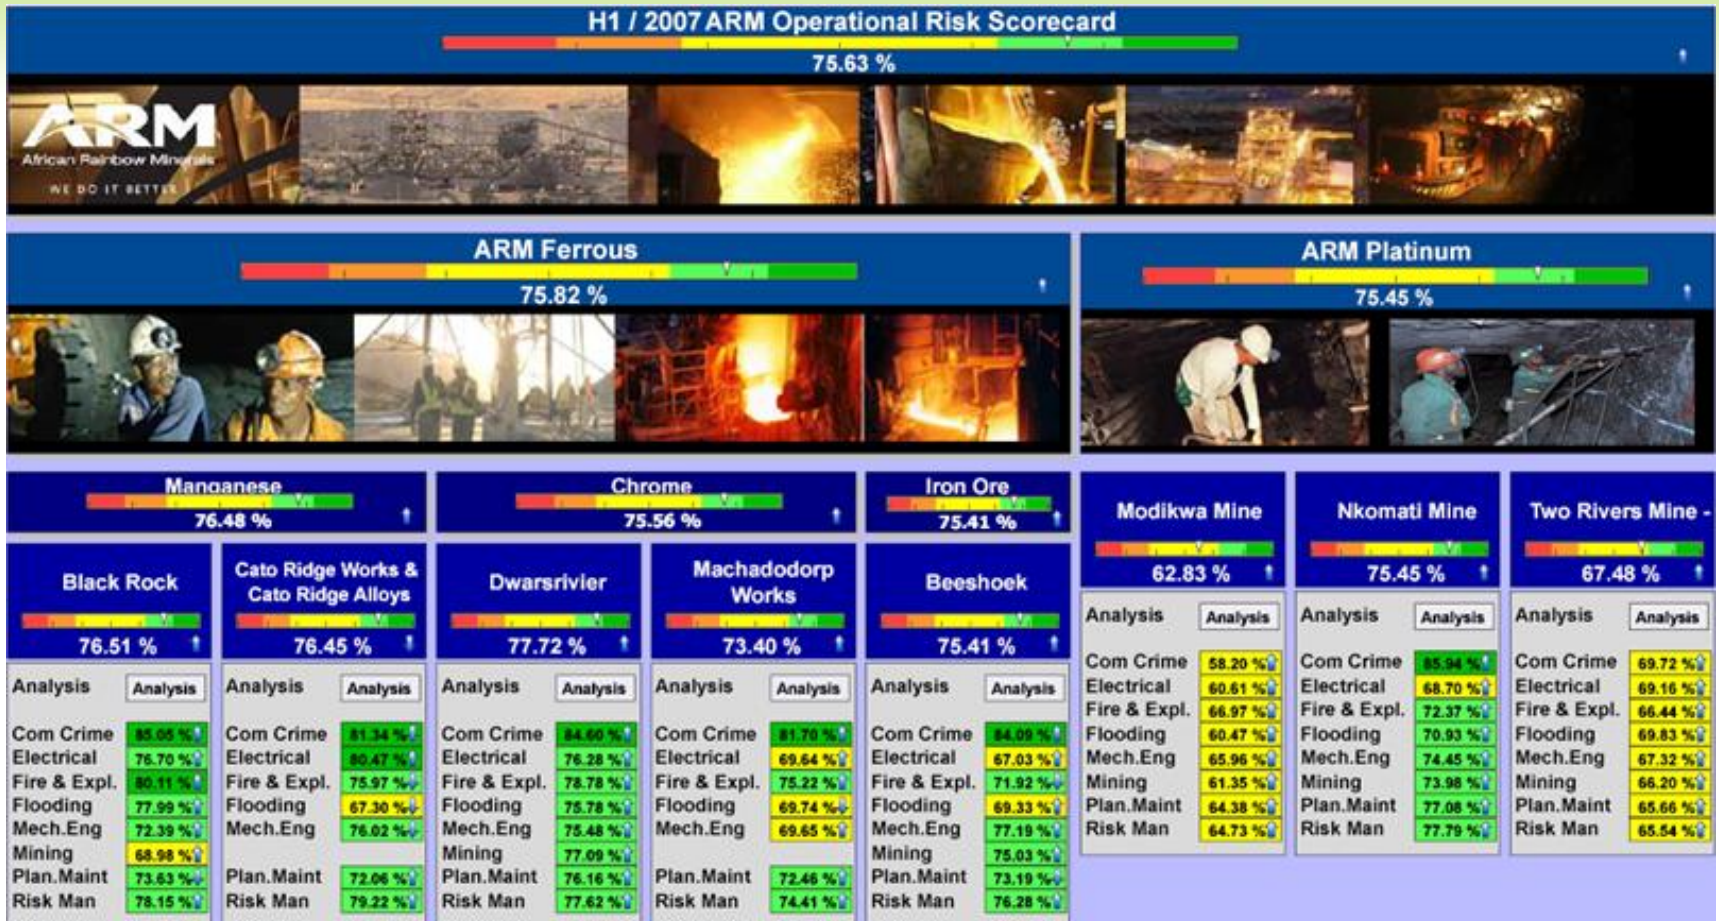 H1 / 2007 ARM Operational Risk Scorecard
75.63 %
ARM
African Rainbow Minerals
WE DO IT BETTER
ARM Ferrous
75.82 %
ARM Platinum
75.45 %
Manganese
76.48 %
Chrome
75.56 %
Iron Ore
75.41 %
Black Rock
76.51 %
Analysis Analysis
Com Crime 85.05 %
Electrical 76.70 %
Fire & Expl. 80.11 %
Flooding 77.99 %
Mech.Eng 72.39 %
Mining 68.98 %
Plan.Maint 73.63 %
Risk Man 78.15 %
Cato Ridge Works &
Cato Ridge Alloys
76.45 %
Analysis Analysis
Com Crime 81.34 %
Electrical 80.47 %
Fire & Expl. 75.97 %
Flooding 67.30 %
Mech.Eng 76.02 %
Plan.Maint 72.06 %
Risk Man 79.22 %
Dwarsrivier
77.72 %
Analysis Analysis
Com Crime 84.60 %
Electrical 76.28 %
Fire & Expl. 78.78 %
Flooding 75.78 %
Mech.Eng 75.48 %
Mining 77.09 %
Plan.Maint 76.16 %
Risk Man 77.62 %
Machadodorp
Works
73.40 %
Analysis Analysis
Com Crime 81.70 %
Electrical 69.64 %
Fire & Expl. 75.22 %
Flooding 69.74 %
Mech.Eng 69.65 %
Plan.Maint 72.46 %
Risk Man 74.41 %
Beeshoek
75.41 %
Analysis Analysis
Com Crime 84.09 %
Electrical 67.03 %
Fire & Expl. 71.92 %
Flooding 69.33 %
Mech.Eng 77.19 %
Mining 75.03 %
Plan.Maint 73.19 %
Risk Man 76.28 %
Modikwa Mine
62.83 %
Analysis Analysis
Com Crime 58.20 %
Electrical 60.61 %
Fire & Expl. 66.97 %
Flooding 60.47 %
Mech.Eng 65.96 %
Mining 61.35 %
Plan.Maint 64.38 %
Risk Man 64.73 %
Nkomati Mine
75.45 %
Analysis Analysis
Com Crime 85.94 %
Electrical 68.70 %
Fire & Expl. 72.37 %
Flooding 70.93 %
Mech.Eng 74.45 %
Mining 73.98 %
Plan.Maint 77.08 %
Risk Man 77.79 %
Two Rivers Mine -
67.48 %
Analysis Analysis
Com Crime 69.72 %
Electrical 69.16 %
Fire & Expl. 66.44 %
Flooding 69.83 %
Mech.Eng 67.32 %
Mining 66.20 %
Plan.Maint 65.66 %
Risk Man 65.54 %